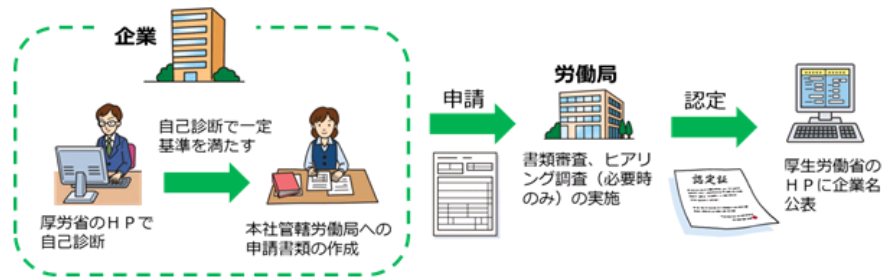 企業
厚労省のＨＰで
自己診断
自己診断で一定
基準を満たす
本社管轄労働局への
申請書類の作成
申請
労働局
書類審査、ヒアリ
ング調査（必要時
のみ）の実施
認定
認定証
厚生労働省の
ＨＰに企業名
公表